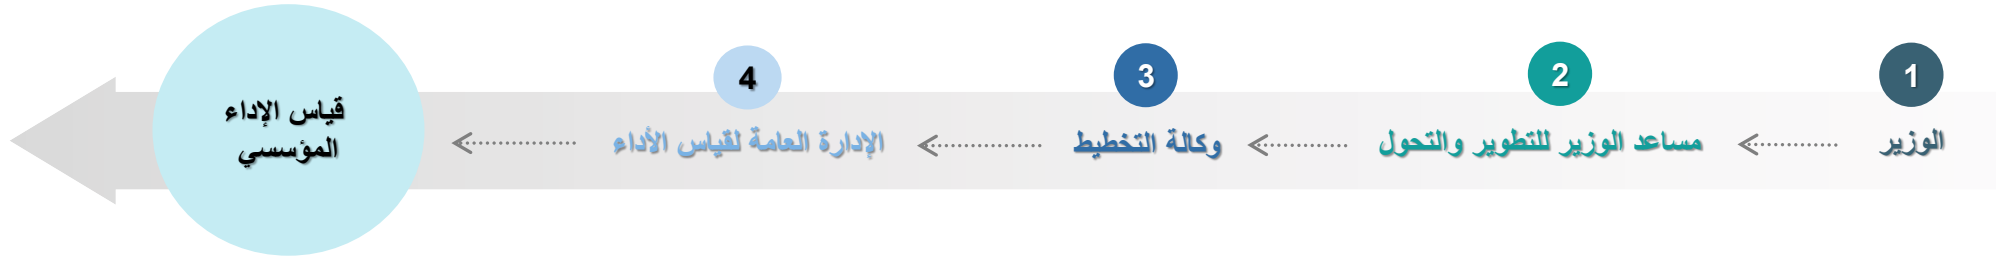 1
الوزير
2
مساعد الوزير للتطوير والتحول
3
وكالة التخطيط
4
الإدارة العامة لقياس الأداء
قياس الإداء
المؤسسي